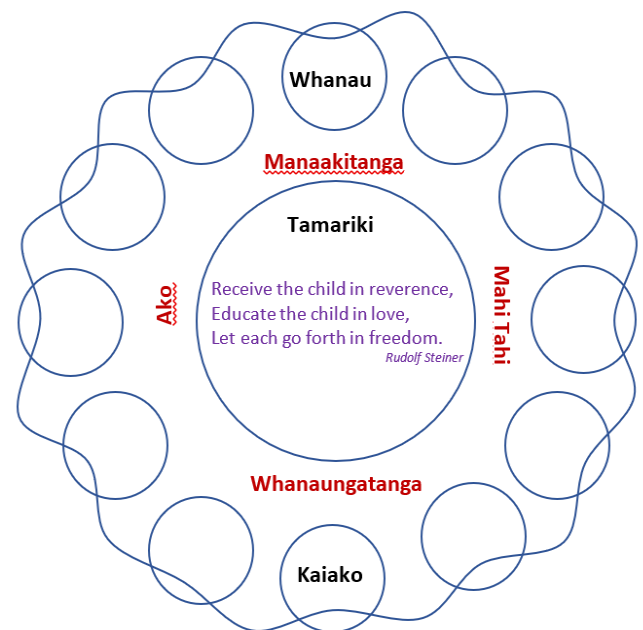 Whanau
Manaakitanga
Tamariki
Ako
Receive the child in reverence,
Educate the child in love,
Let each go forth in freedom.
Rudolf Steiner
Mahi Tahi
Whanaungatanga
Kaiako